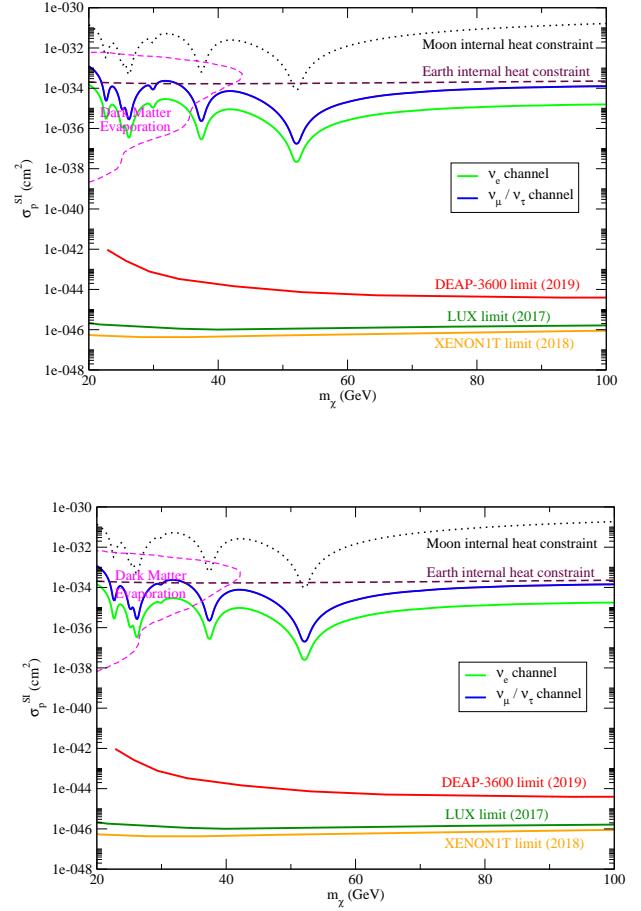 1e-030
1e-032
1e-034
1e-036
1e-038
1e-040
1e-042
1e-044
1e-046
1e-048
σ_p^SI (cm²)
Moon internal heat constraint
Earth internal heat constraint
Dark Matter
Evaporation
ν_e channel
ν_μ / ν_τ channel
DEAP-3600 limit (2019)
LUX limit (2017)
XENON1T limit (2018)
20 40 60 80 100
m_χ (GeV)
1e-030
1e-032
1e-034
1e-036
1e-038
1e-040
1e-042
1e-044
1e-046
1e-048
σ_p^SI (cm²)
Moon internal heat constraint
Earth internal heat constraint
Dark Matter
Evaporation
ν_e channel
ν_μ / ν_τ channel
DEAP-3600 limit (2019)
LUX limit (2017)
XENON1T limit (2018)
20 40 60 80 100
m_χ (GeV)